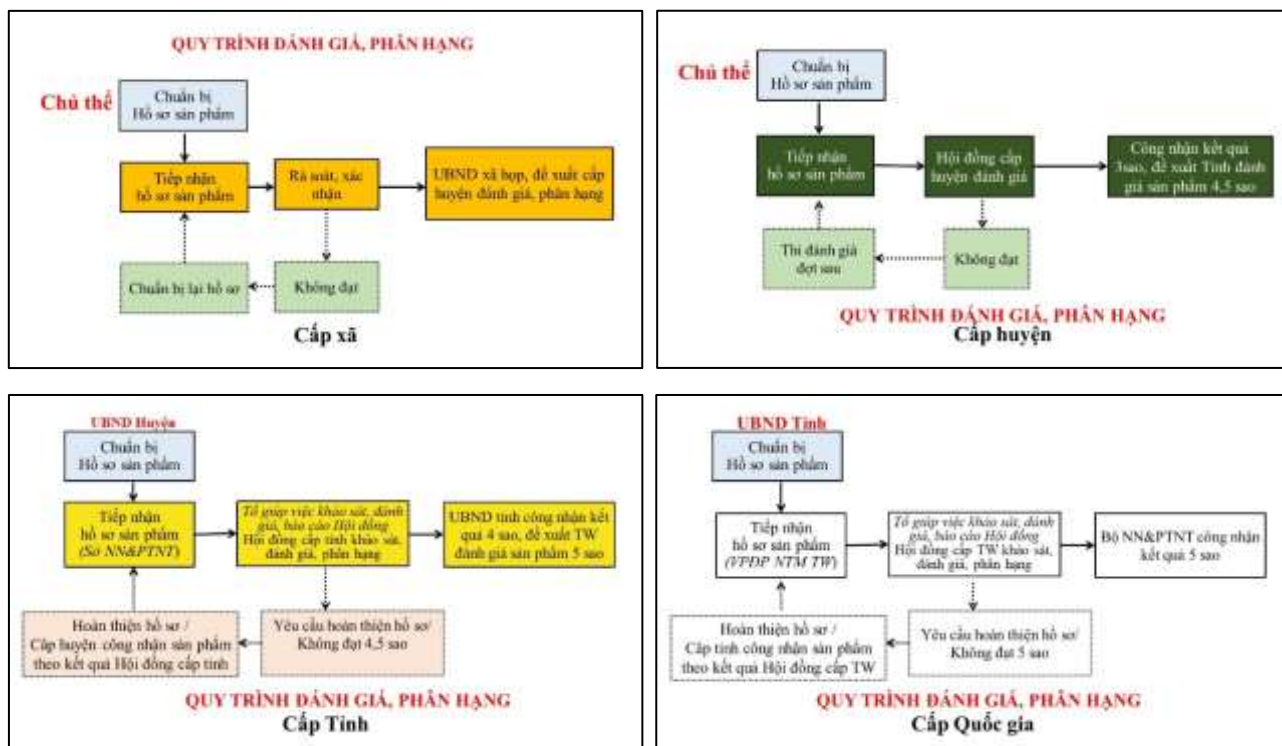 QUY TRÌNH ĐÁNH GIÁ, PHÂN HẠNG
Chủ thể
Chuẩn bị
Hồ sơ sản phẩm
Tiếp nhận
hồ sơ sản phẩm
Rà soát, xác
nhận
UBND xã họp, đề xuất cấp
huyện đánh giá, phân hạng
Chuẩn bị lại hồ sơ
Không đạt
Cấp xã
Chủ thể
Chuẩn bị
Hồ sơ sản phẩm
Tiếp nhận
hồ sơ sản phẩm
Hội đồng cấp
huyện đánh giá
Công nhận kết quả
3sao, đề xuất Tỉnh đánh
giá sản phẩm 4,5 sao
Thi đánh giá
đợt sau
Không đạt
QUY TRÌNH ĐÁNH GIÁ, PHÂN HẠNG
Cấp huyện
UBND Huyện
Chuẩn bị
Hồ sơ sản phẩm
Tiếp nhận
hồ sơ sản phẩm
(Sở NN&PTNT)
Tổ giúp việc khảo sát, đánh
giá, báo cáo Hội đồng
Hội đồng cấp tỉnh khảo sát,
đánh giá, phân hạng
UBND tỉnh công nhận kết
quả 4 sao, đề xuất TW
đánh giá sản phẩm 5 sao
Hoàn thiện hồ sơ /
Cấp huyện công nhận sản phẩm
theo kết quả Hội đồng cấp tỉnh
Yêu cầu hoàn thiện hồ sơ/
Không đạt 4,5 sao
QUY TRÌNH ĐÁNH GIÁ, PHÂN HẠNG
Cấp Tỉnh
UBND Tỉnh
Chuẩn bị
Hồ sơ sản phẩm
Tiếp nhận
hồ sơ sản phẩm
(VPDP NTM TW)
Tổ giúp việc khảo sát, đánh
giá, báo cáo Hội đồng
Hội đồng cấp TW khảo sát,
đánh giá, phân hạng
Bộ NN&PTNT công nhận
kết quả 5 sao
Hoàn thiện hồ sơ /
Cấp tỉnh công nhận sản phẩm
theo kết quả Hội đồng cấp TW
Yêu cầu hoàn thiện hồ sơ/
Không đạt 5 sao
QUY TRÌNH ĐÁNH GIÁ, PHÂN HẠNG
Cấp Quốc gia